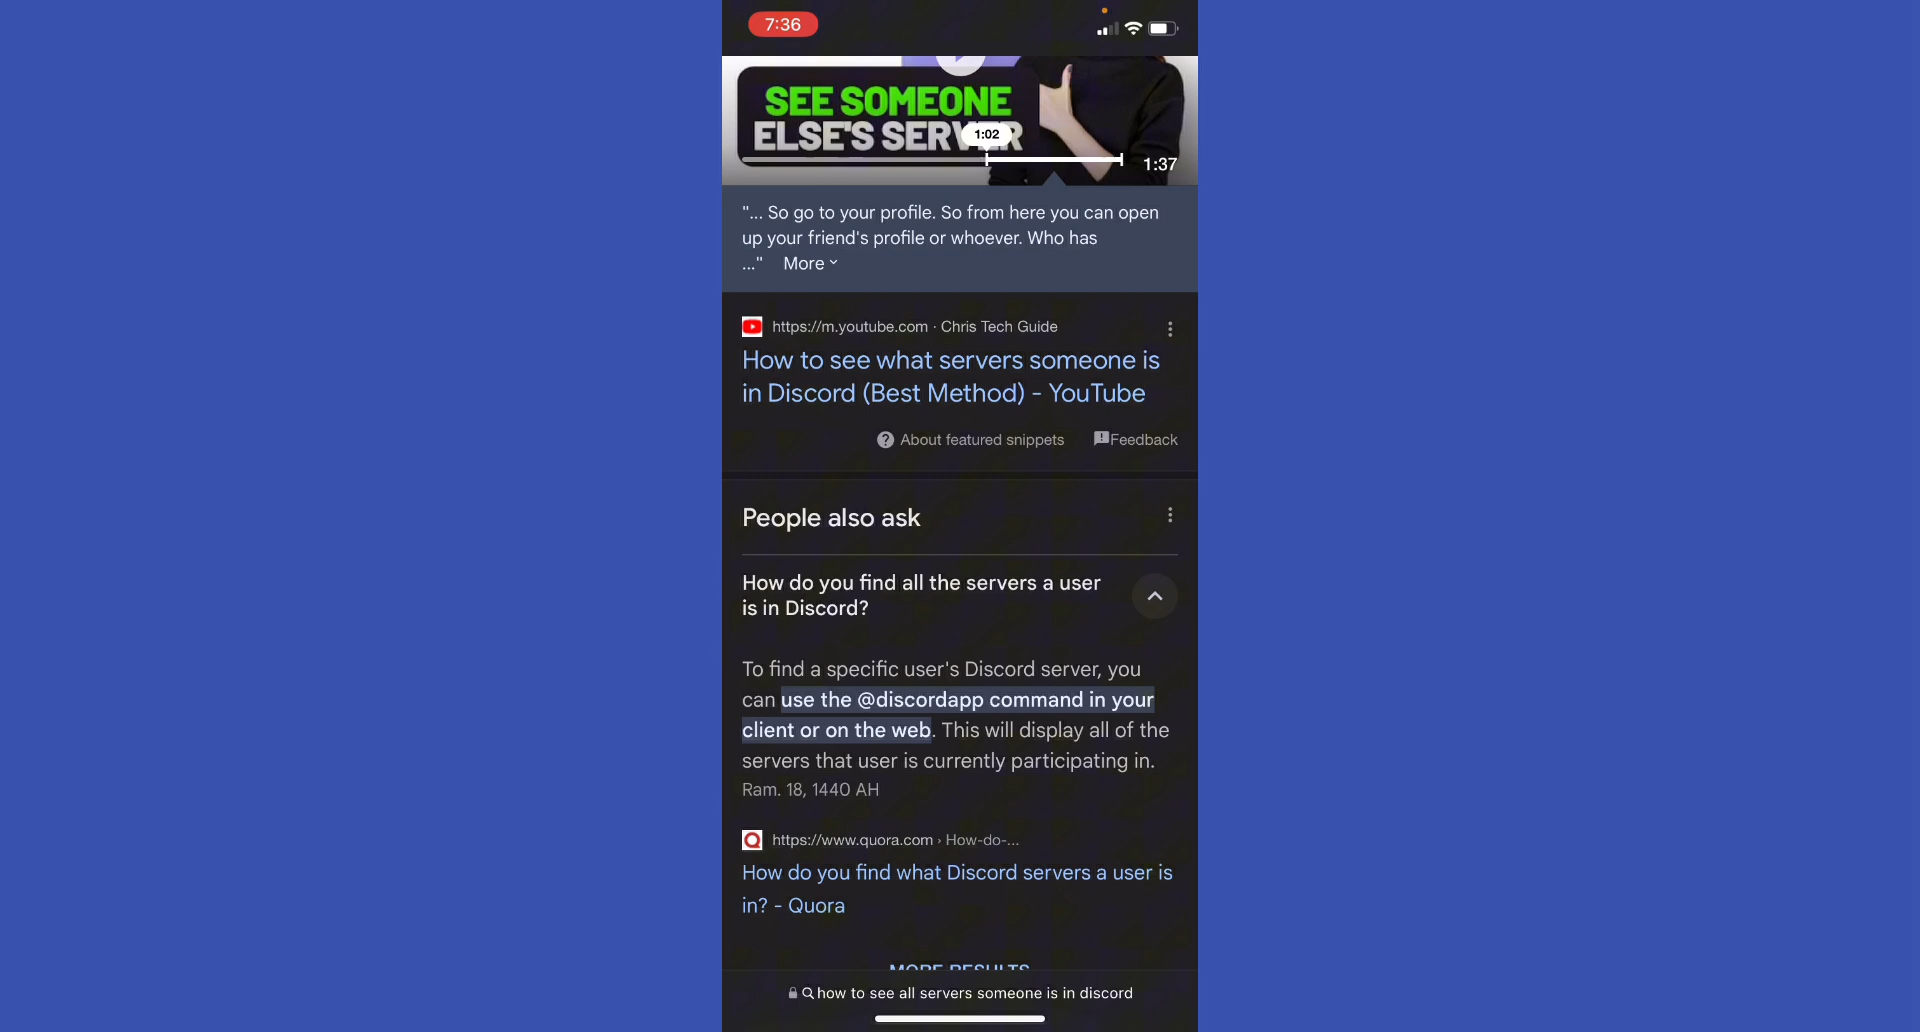 7:36
SEE SOMEONE
ELSE'S SERVER
1:02
1:37
"... So go to your profile. So from here you can open
up your friend's profile or whoever. Who has
..." More
https://m.youtube.com · Chris Tech Guide
How to see what servers someone is
in Discord (Best Method) - YouTube
About featured snippets Feedback
People also ask
How do you find all the servers a user
is in Discord?
To find a specific user's Discord server, you
can use the @discordapp command in your
client or on the web. This will display all of the
servers that user is currently participating in.
Ram. 18, 1440 AH
https://www.quora.com › How-do-...
How do you find what Discord servers a user is
in? - Quora
MORE RESULTS
how to see all servers someone is in discord